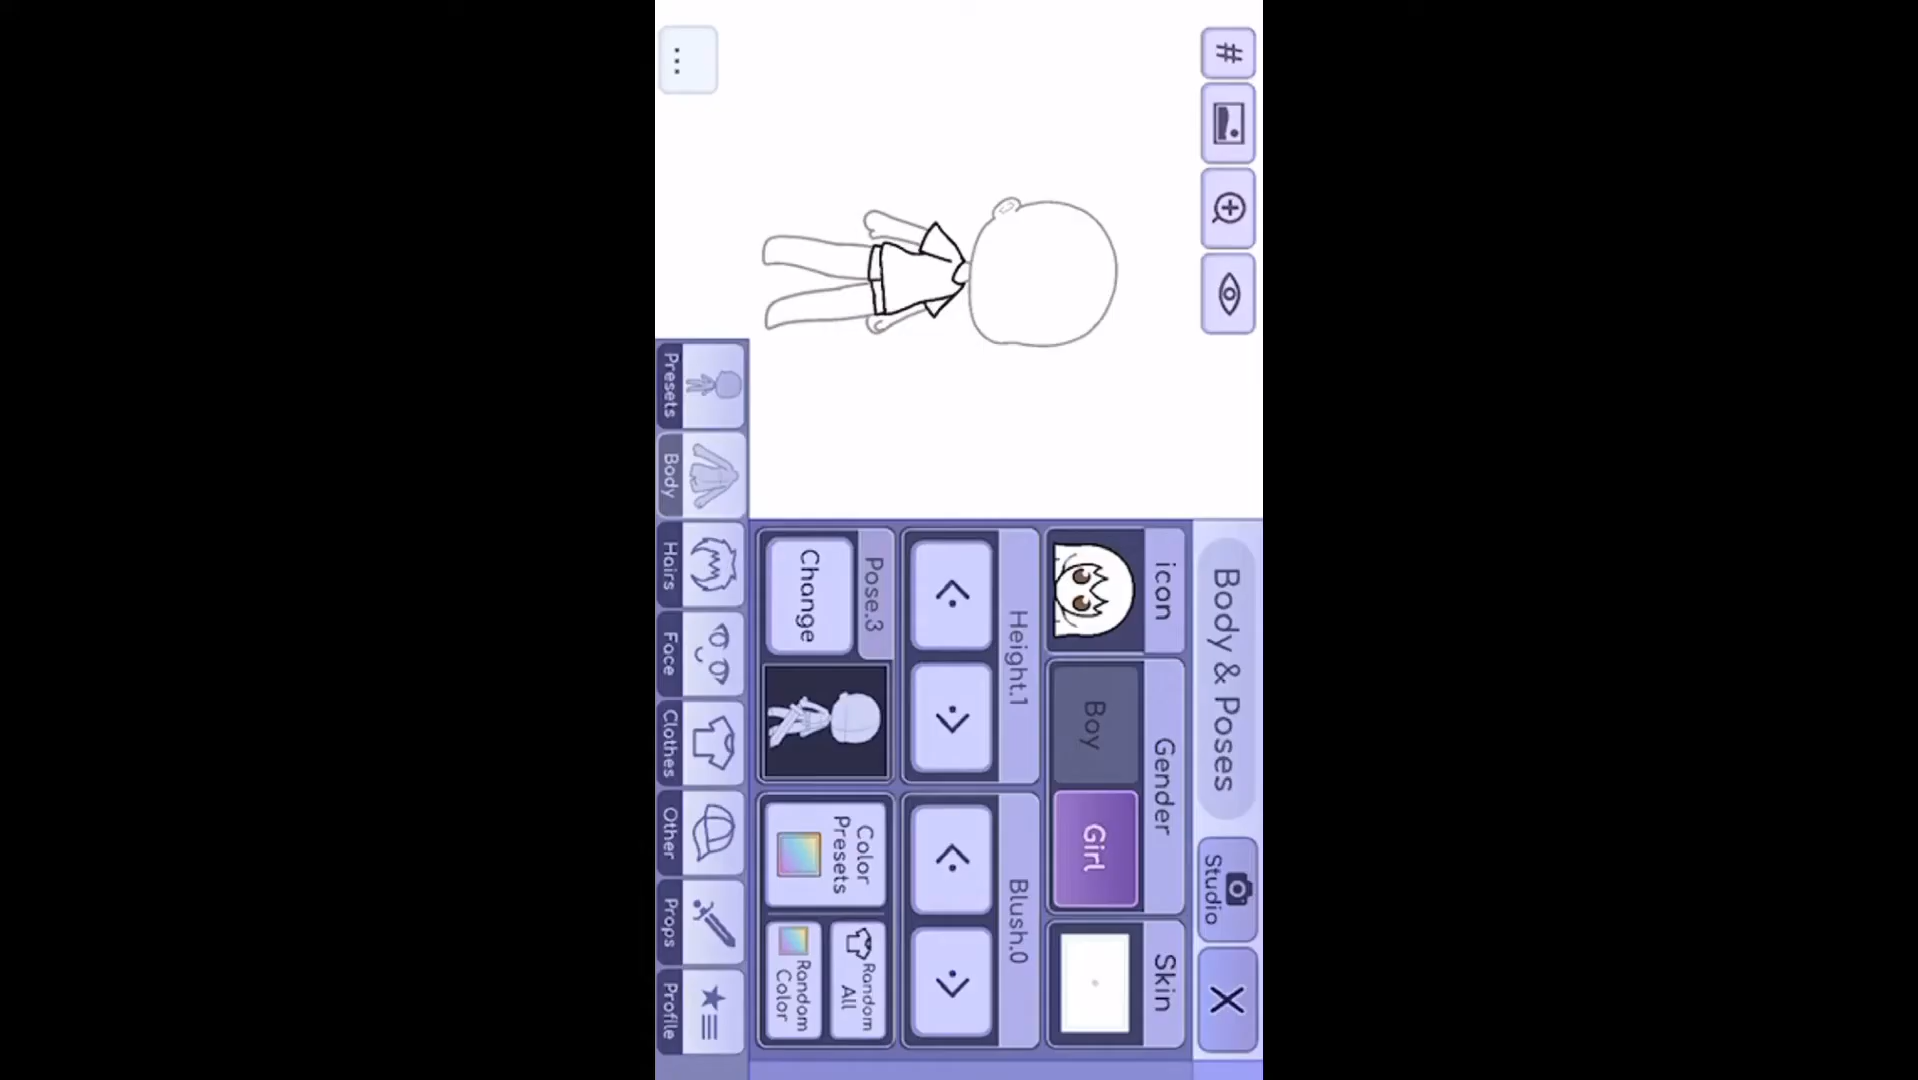 #
Body & Poses
Studio
X
icon
Gender
Skin
Boy
Girl
Height.1
Blush.0
<
>
<
>
Pose.3
Change
Color
Presets
Random
All
Random
Color
...
Presets
Body
Hairs
Face
Clothes
Other
Props
Profile